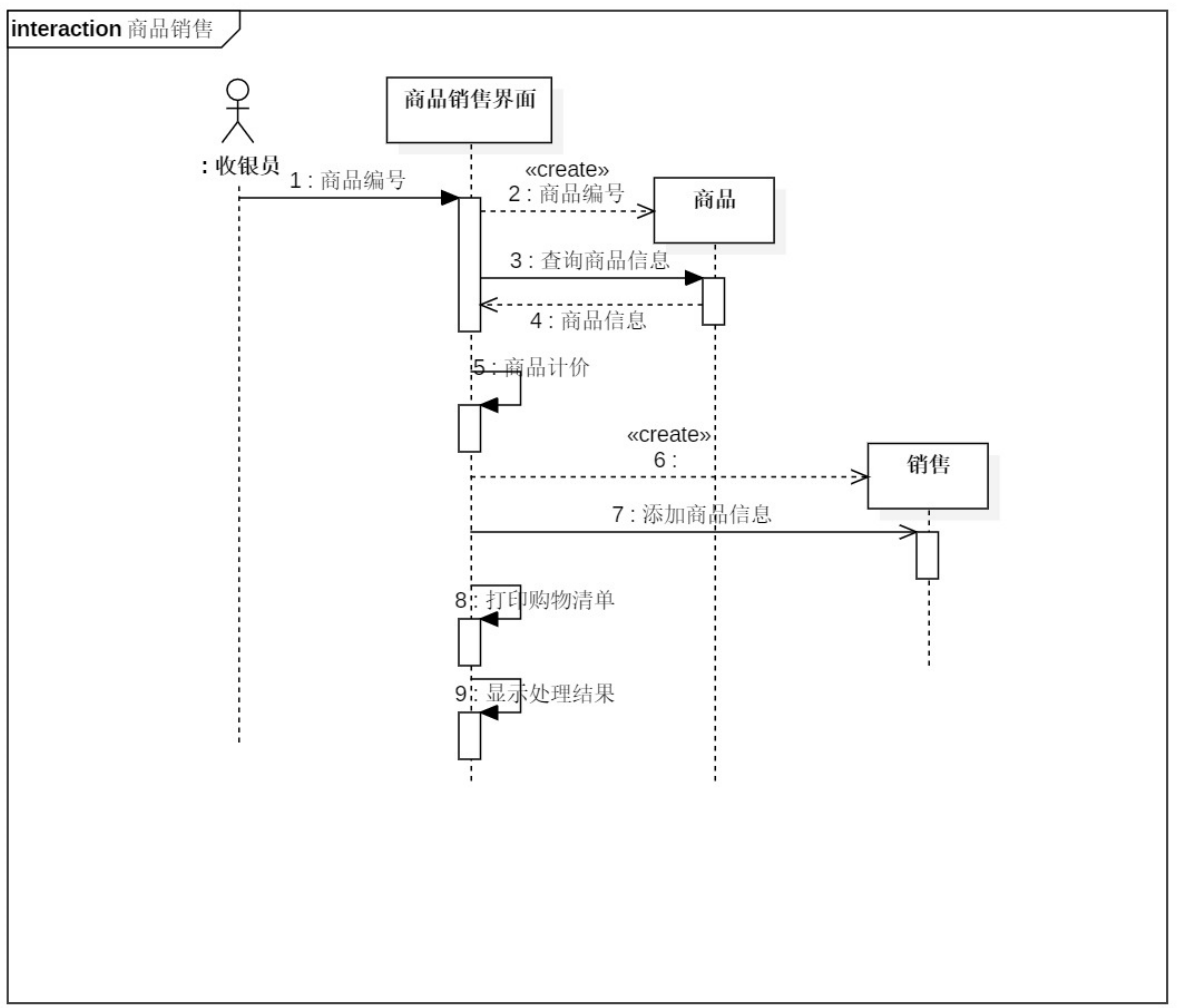 interaction 商品销售
商品销售界面
: 收银员
1 : 商品编号
«create»
2 : 商品编号
商品
3 : 查询商品信息
4 : 商品信息
5 : 商品计价
«create»
6 :
销售
7 : 添加商品信息
8 : 打印购物清单
9 : 显示处理结果